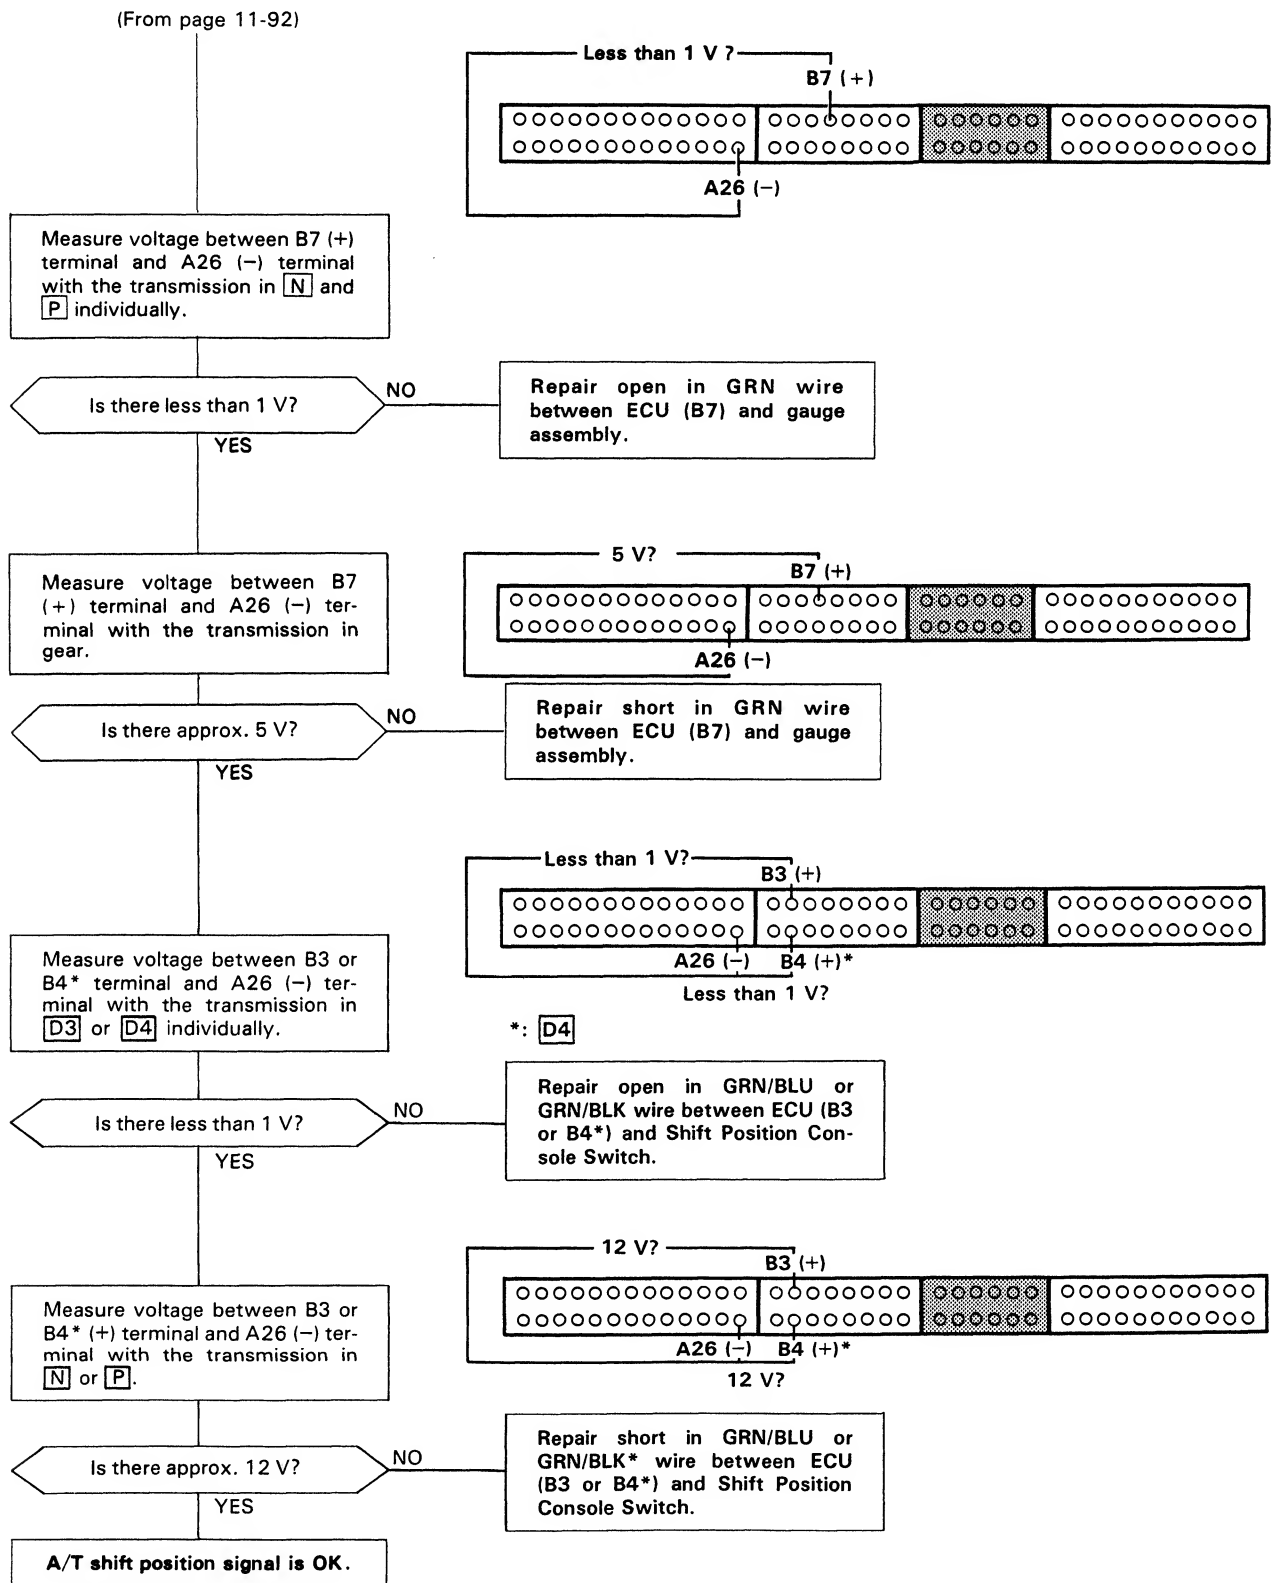 (From page 11-92)
Less than 1 V ?
B7 (+)
A26 (−)
Measure voltage between B7 (+)
terminal and A26 (−) terminal
with the transmission in N and
P individually.
Is there less than 1 V?
NO
YES
Repair open in GRN wire
between ECU (B7) and gauge
assembly.
5 V?
B7 (+)
A26 (−)
Measure voltage between B7
(+) terminal and A26 (−) ter-
minal with the transmission in
gear.
Is there approx. 5 V?
NO
YES
Repair short in GRN wire
between ECU (B7) and gauge
assembly.
Less than 1 V?
B3 (+)
A26 (−) B4 (+)*
Less than 1 V?
*: D4
Measure voltage between B3 or
B4* terminal and A26 (−) ter-
minal with the transmission in
D3 or D4 individually.
Is there less than 1 V?
NO
YES
Repair open in GRN/BLU or
GRN/BLK wire between ECU (B3
or B4*) and Shift Position Con-
sole Switch.
12 V?
B3 (+)
A26 (−) B4 (+)*
12 V?
Measure voltage between B3 or
B4* (+) terminal and A26 (−) ter-
minal with the transmission in
N or P.
Is there approx. 12 V?
NO
YES
Repair short in GRN/BLU or
GRN/BLK* wire between ECU
(B3 or B4*) and Shift Position
Console Switch.
A/T shift position signal is OK.